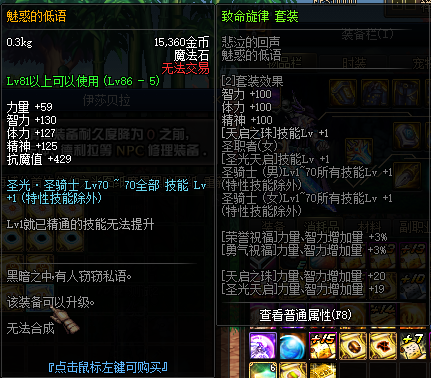 魅惑的低语
0.3kg 15,360金币
魔法石
无法交易
Lv81以上可以使用 (Lv86 - 5)
伊莎贝拉
力量 +59
智力 +130
体力 +127
精神 +125
抗魔值 +429
圣光·圣骑士 Lv70 ~ 70全部 技能 Lv
+1 (特性技能除外)
Lv1就已精通的技能无法提升
黑暗之中有人窃窃私语。
该装备可以升级。
无法合成
『点击鼠标左键可购买』
致命旋律 套装
悲泣的回声
魅惑的低语
[2]套装效果
智力 +100
体力 +100
精神 +100
[天启之珠]技能Lv +1
圣职者(女)
[圣光天启]技能Lv +1
圣骑士 (男)Lv1~70所有技能Lv +1
(特性技能除外)
圣骑士 (女)Lv1~70所有技能Lv +1
(特性技能除外)
[荣誉祝福]力量、智力增加量 +3%
[勇气祝福]力量、智力增加量 +3%
[天启之珠]力量、智力增加量 +20
[圣光天启]力量、智力增加量 +19
查看普通属性(F8)
+15
+7
6